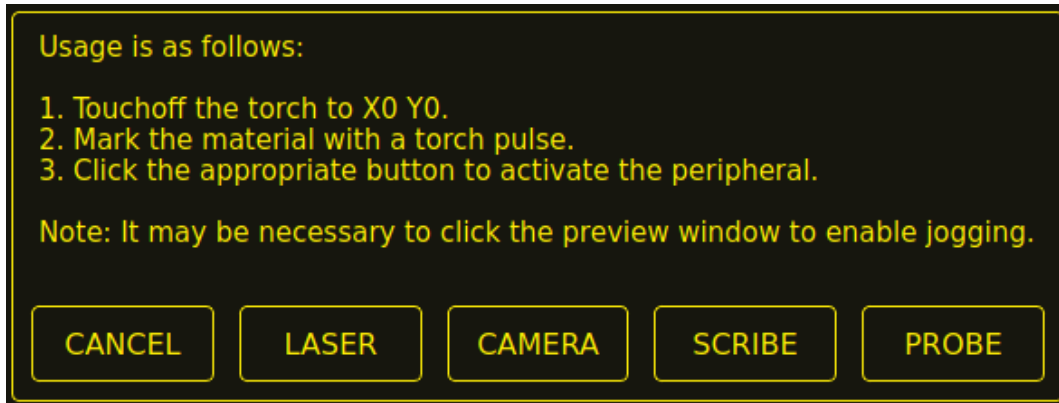 Usage is as follows:
1. Touchoff the torch to X0 Y0.
2. Mark the material with a torch pulse.
3. Click the appropriate button to activate the peripheral.
Note: It may be necessary to click the preview window to enable jogging.
CANCEL LASER CAMERA SCRIBE PROBE